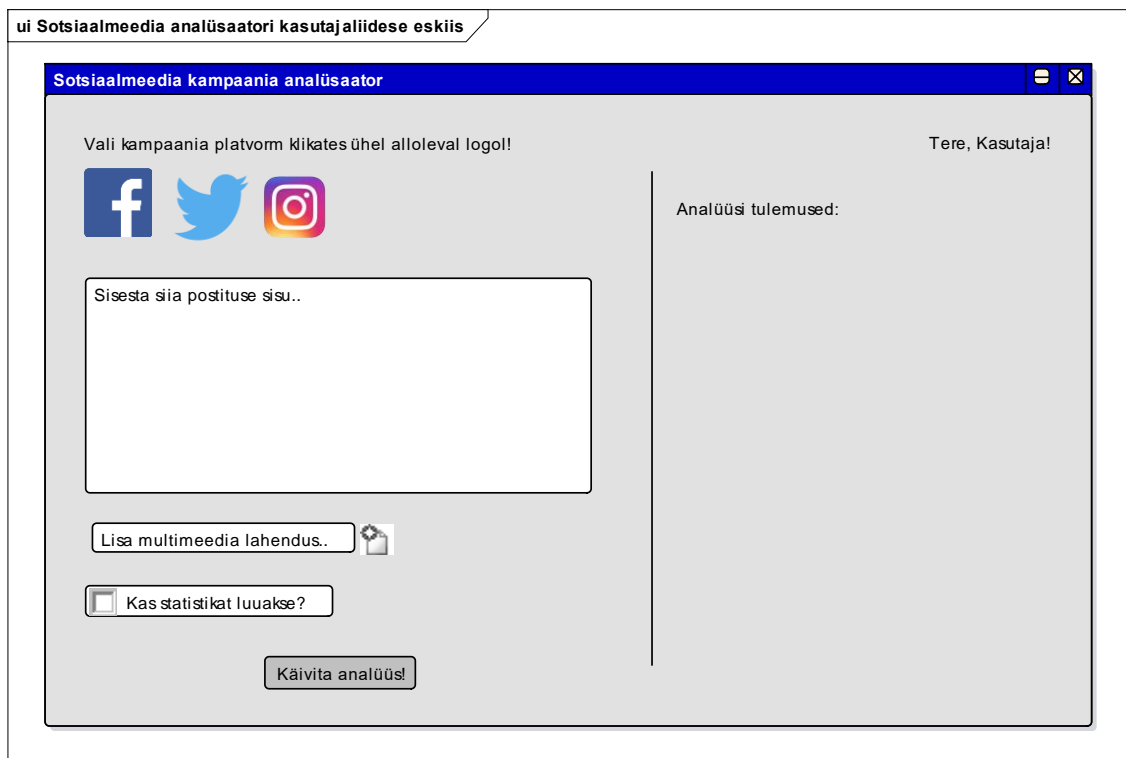 ui Sotsiaalmeedia analüsaatori kasutajaliidese eskiis
Sotsiaalmeedia kampaania analüsaator
Vali kampaania platvorm klikates ühel alloleval logol!
Tere, Kasutaja!
Analüüsi tulemused:
Sisesta siia postituse sisu..
Lisa multimeedia lahendus..
Kas statistikat luuakse?
Käivita analüüs!